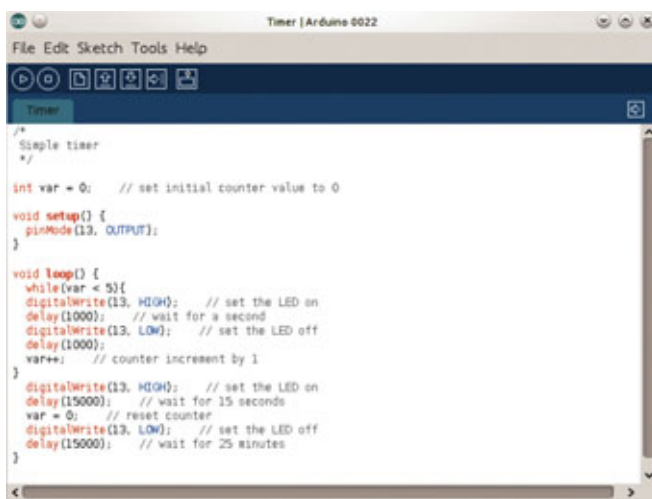 Timer | Arduino 0022
File Edit Sketch Tools Help
Timer
/*
Simple timer
*/
int var = 0; // set initial counter value to 0
void setup() {
pinMode(13, OUTPUT);
}
void loop() {
while(var < 5){
digitalWrite(13, HIGH); // set the LED on
delay(1000); // wait for a second
digitalWrite(13, LOW); // set the LED off
delay(1000);
var++; // counter increment by 1
}
digitalWrite(13, HIGH); // set the LED on
delay(15000); // wait for 15 seconds
var = 0; // reset counter
digitalWrite(13, LOW); // set the LED off
delay(15000); // wait for 25 minutes
}